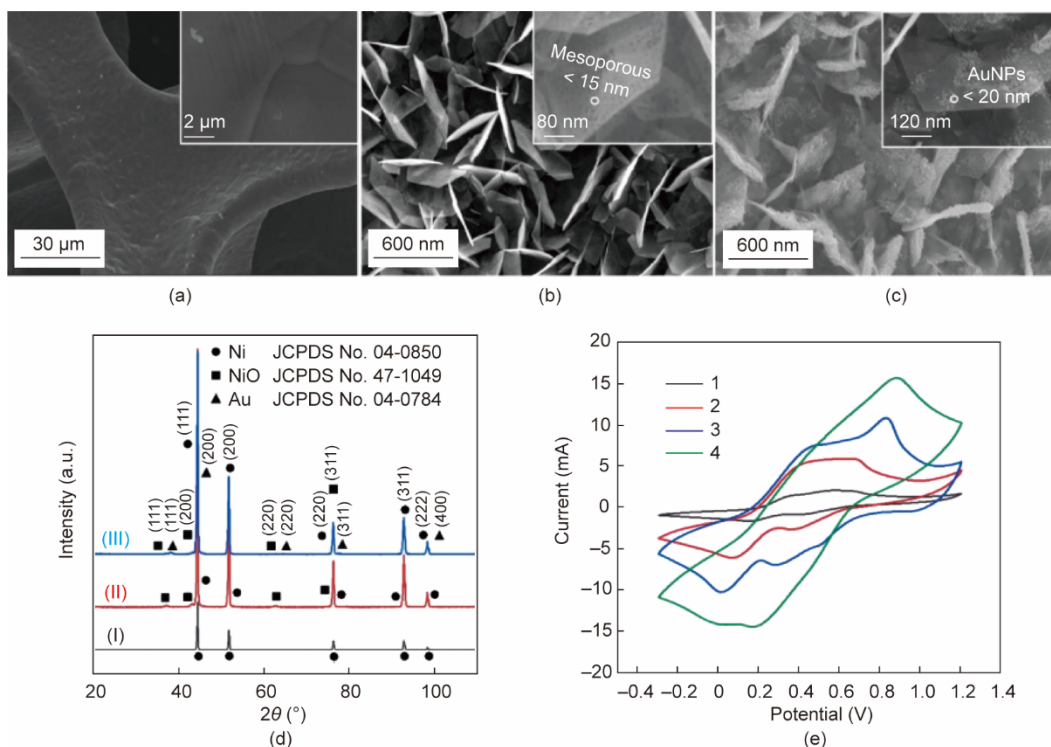 2 μm
30 μm
(a)
Mesoporous
< 15 nm
80 nm
600 nm
(b)
AuNPs
< 20 nm
120 nm
600 nm
(c)
Intensity (a.u.)
● Ni JCPDS No. 04-0850
■ NiO JCPDS No. 47-1049
▲ Au JCPDS No. 04-0784
(111)
(200)
(200)
(111)
(111)
(200)
(220)
(220)
(220)
(311)
(311)
(311)
(222)
(400)
(III)
(II)
(I)
20 40 60 80 100
2θ (°)
(d)
Current (mA)
20
15
10
5
0
−5
−10
−15
−20
1
2
3
4
−0.4 −0.2 0 0.2 0.4 0.6 0.8 1.0 1.2 1.4
Potential (V)
(e)